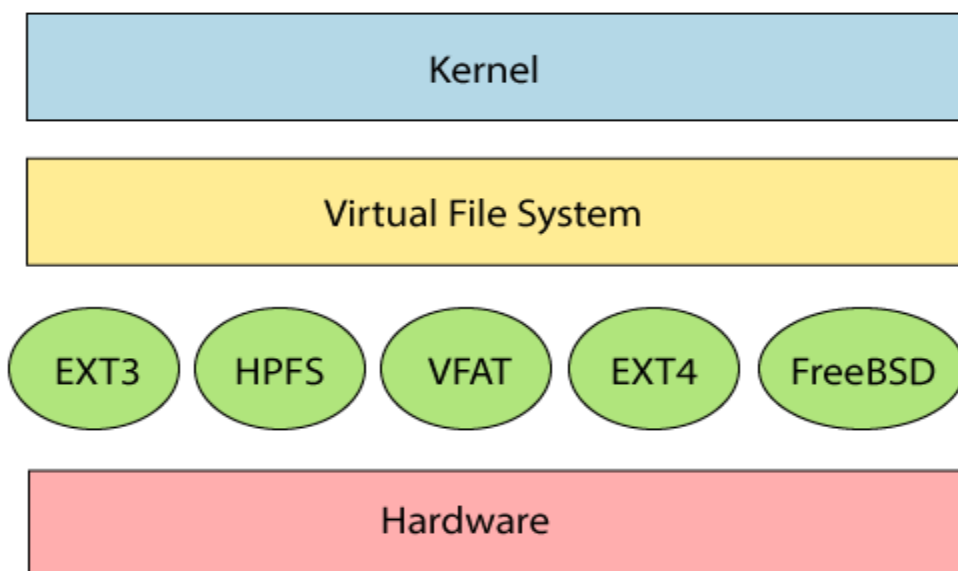 Kernel
Virtual File System
EXT3 HPFS VFAT EXT4 FreeBSD
Hardware